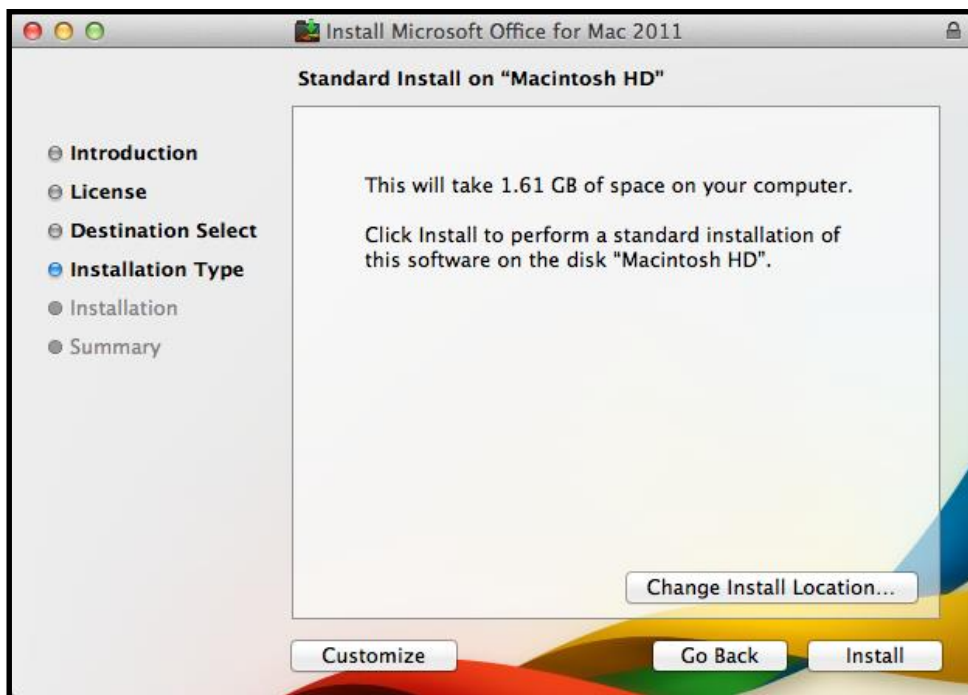 Install Microsoft Office for Mac 2011
Standard Install on “Macintosh HD”
Introduction
License
Destination Select
Installation Type
Installation
Summary
This will take 1.61 GB of space on your computer.
Click Install to perform a standard installation of
this software on the disk “Macintosh HD”.
Change Install Location...
Customize
Go Back
Install